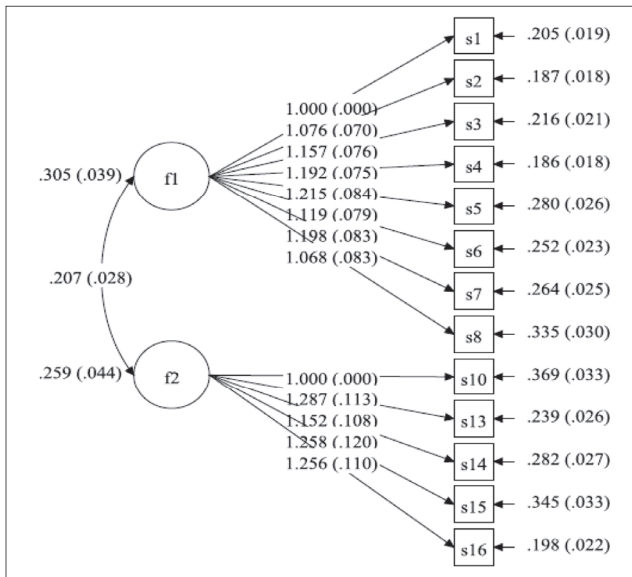 s1 .205 (.019)
s2 .187 (.018)
1.000 (.000)
s3 .216 (.021)
1.076 (.070)
1.157 (.076)
s4 .186 (.018)
.305 (.039) f1
1.192 (.075)
1.215 (.084)
s5 .280 (.026)
1.119 (.079)
1.198 (.083)
s6 .252 (.023)
1.068 (.083)
.207 (.028)
s7 .264 (.025)
s8 .335 (.030)
.259 (.044) f2
1.000 (.000)
s10 .369 (.033)
1.287 (.113)
1.152 (.108)
s13 .239 (.026)
1.258 (.120)
1.256 (.110)
s14 .282 (.027)
s15 .345 (.033)
s16 .198 (.022)